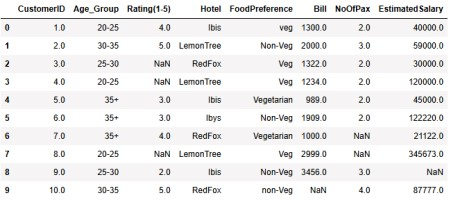 CustomerID Age_Group Rating(1-5) Hotel FoodPreference Bill NoOfPax EstimatedSalary
0 1.0 20-25 4.0 Ibis veg 1300.0 2.0 40000.0
1 2.0 30-35 5.0 LemonTree Non-Veg 2000.0 3.0 59000.0
2 3.0 25-30 NaN RedFox Veg 1322.0 2.0 30000.0
3 4.0 20-25 NaN LemonTree Veg 1234.0 2.0 120000.0
4 5.0 35+ 3.0 Ibis Vegetarian 989.0 2.0 45000.0
5 6.0 35+ 3.0 Ibys Non-Veg 1909.0 2.0 122220.0
6 7.0 35+ 4.0 RedFox Vegetarian 1000.0 NaN 21122.0
7 8.0 20-25 NaN LemonTree Veg 2999.0 NaN 345673.0
8 9.0 25-30 2.0 Ibis Non-Veg 3456.0 3.0 NaN
9 10.0 30-35 5.0 RedFox non-Veg NaN 4.0 87777.0